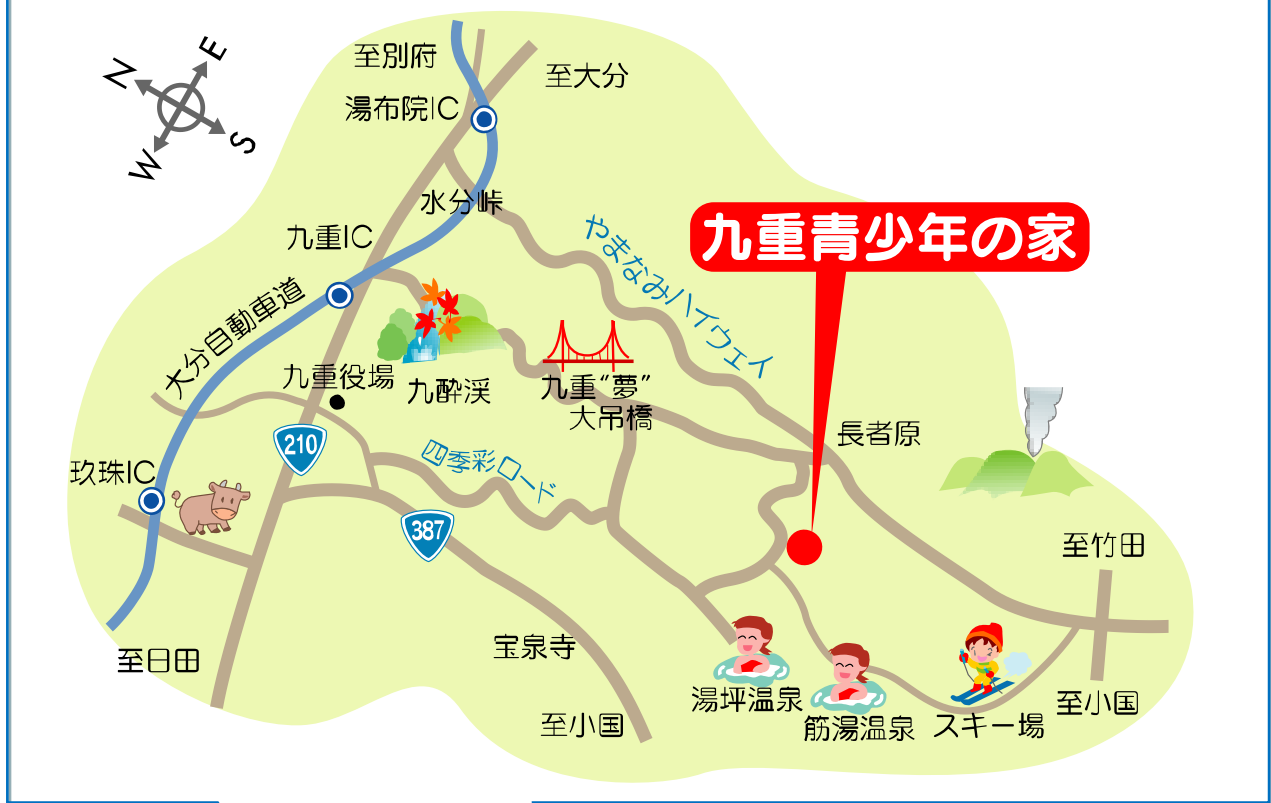 N
E
W
S
至別府
至大分
湯布院IC
水分峠
九重IC
やまなみハイウェイ
九重青少年の家
大分自動車道
九重役場
九酔渓
九重“夢”
大吊橋
長者原
210
四季彩ロード
玖珠IC
387
至竹田
宝泉寺
至日田
湯坪温泉
至小国
筋湯温泉
スキー場
至小国